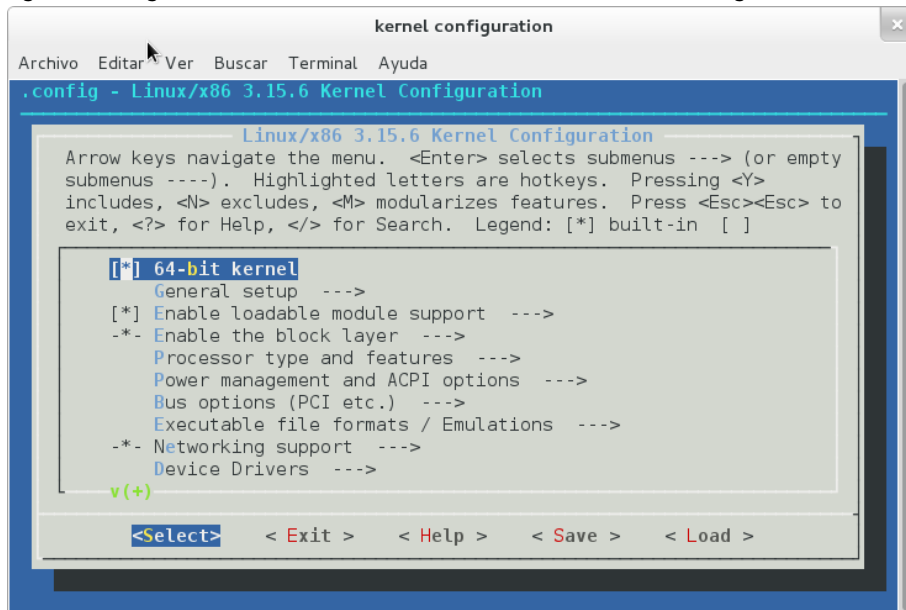 kernel configuration
Archivo Editar Ver Buscar Terminal Ayuda
.config - Linux/x86 3.15.6 Kernel Configuration
Linux/x86 3.15.6 Kernel Configuration
Arrow keys navigate the menu. <Enter> selects submenus ---> (or empty
submenus ----). Highlighted letters are hotkeys. Pressing <Y>
includes, <N> excludes, <M> modularizes features. Press <Esc><Esc> to
exit, <?> for Help, </> for Search. Legend: [*] built-in [ ]
[*] 64-bit kernel
General setup --->
[*] Enable loadable module support --->
-*- Enable the block layer --->
Processor type and features --->
Power management and ACPI options --->
Bus options (PCI etc.) --->
Executable file formats / Emulations --->
-*- Networking support --->
Device Drivers --->
v(+)
<Select> < Exit > < Help > < Save > < Load >